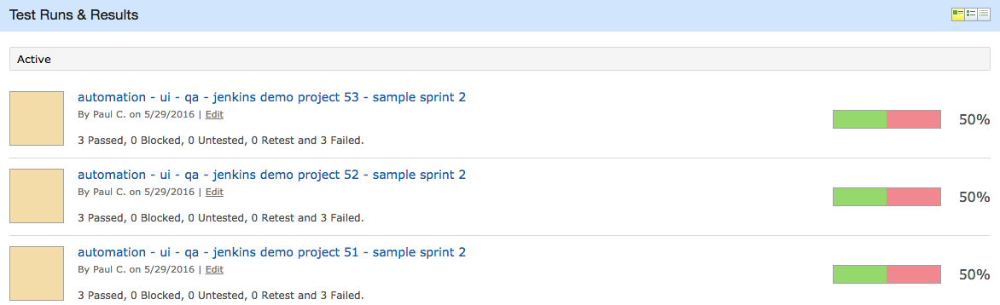 Test Runs & Results
Active
automation - ui - qa - jenkins demo project 53 - sample sprint 2
By Paul C. on 5/29/2016 | Edit
50%
3 Passed, 0 Blocked, 0 Untested, 0 Retest and 3 Failed.
automation - ui - qa - jenkins demo project 52 - sample sprint 2
By Paul C. on 5/29/2016 | Edit
50%
3 Passed, 0 Blocked, 0 Untested, 0 Retest and 3 Failed.
automation - ui - qa - jenkins demo project 51 - sample sprint 2
By Paul C. on 5/29/2016 | Edit
50%
3 Passed, 0 Blocked, 0 Untested, 0 Retest and 3 Failed.